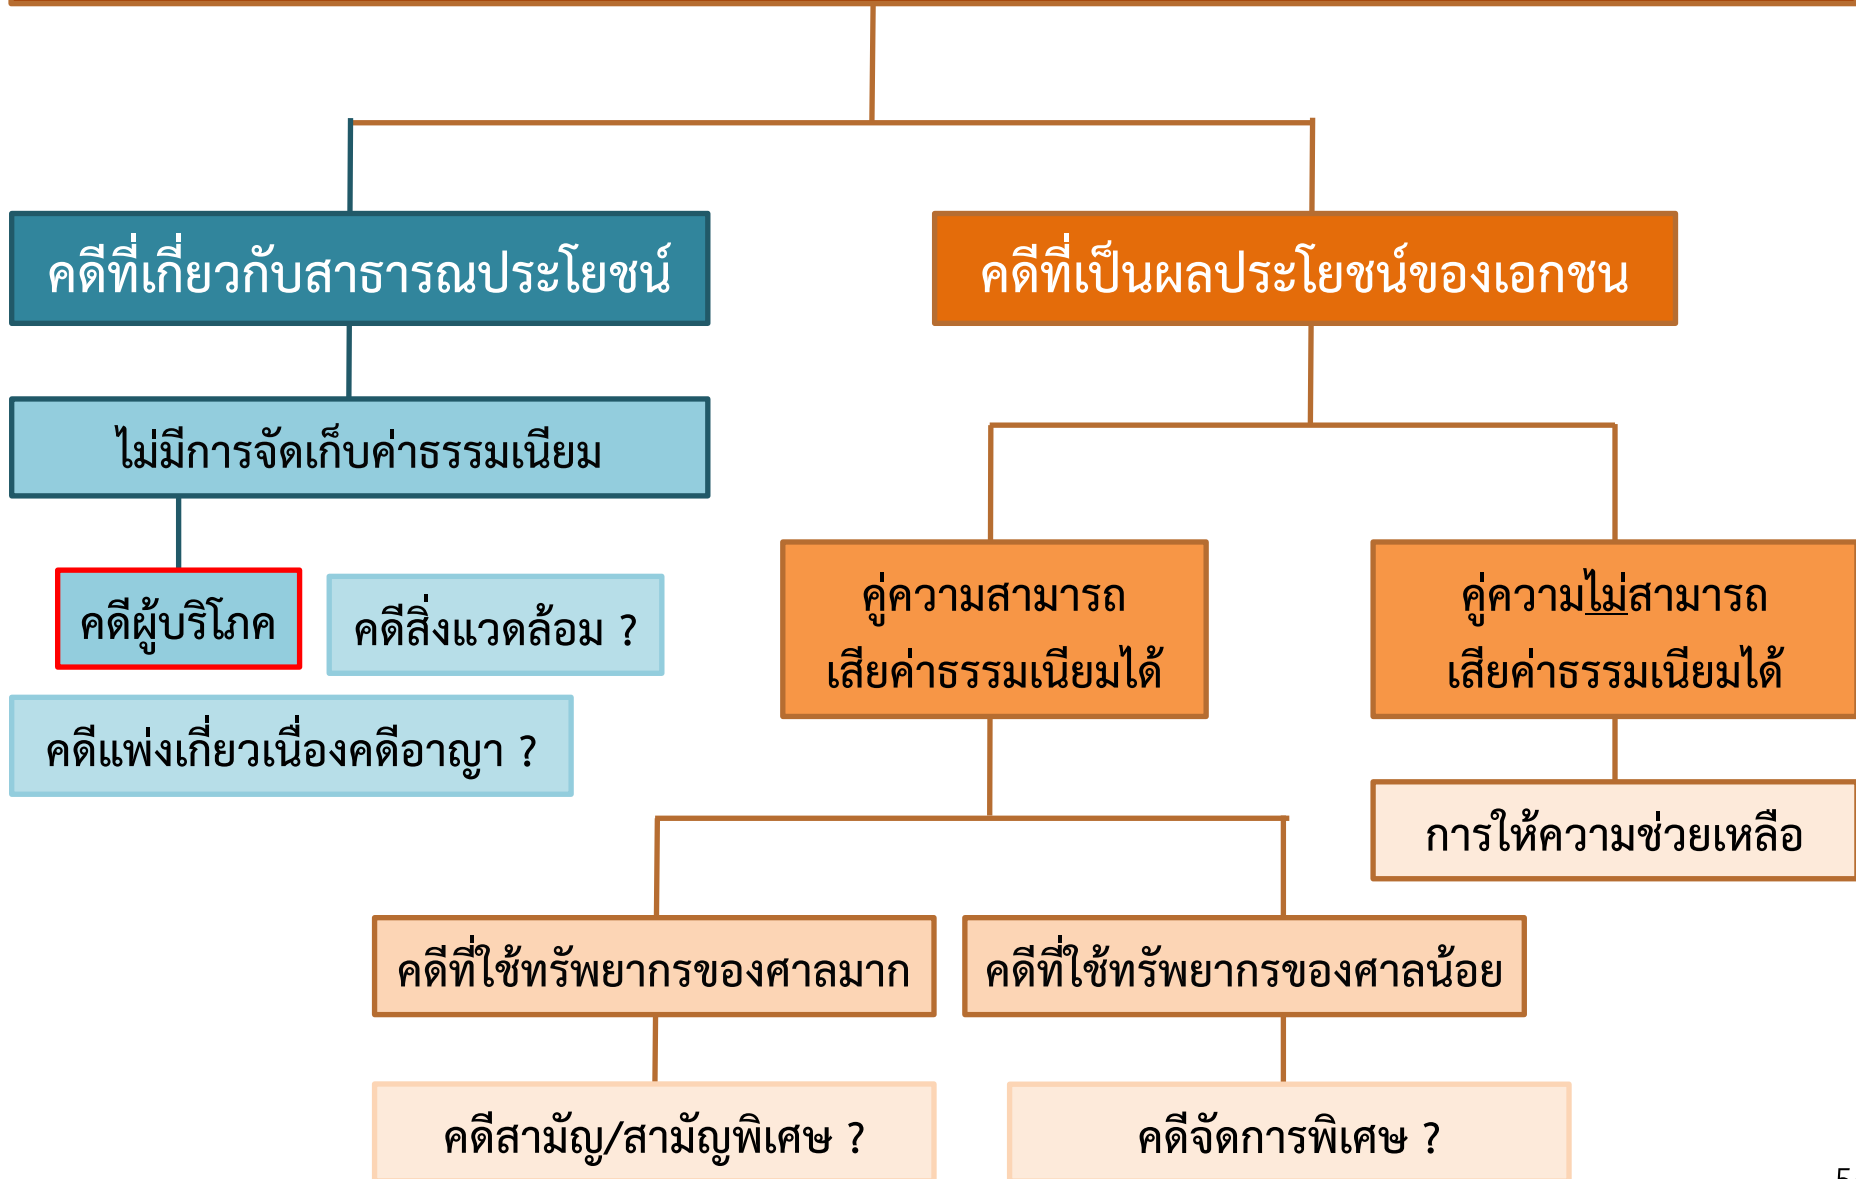 คดีที่เกี่ยวกับสาธารณประโยชน์
คดีที่เป็นผลประโยชน์ของเอกชน
ไม่มีการจัดเก็บค่าธรรมเนียม
คดีผู้บริโภค
คดีสิ่งแวดล้อม ?
คดีแพ่งเกี่ยวเนื่องคดีอาญา ?
คู่ความสามารถ
เสียค่าธรรมเนียมได้
คู่ความไม่สามารถ
เสียค่าธรรมเนียมได้
การให้ความช่วยเหลือ
คดีที่ใช้ทรัพยากรของศาลมาก
คดีที่ใช้ทรัพยากรของศาลน้อย
คดีสามัญ/สามัญพิเศษ ?
คดีจัดการพิเศษ ?
5